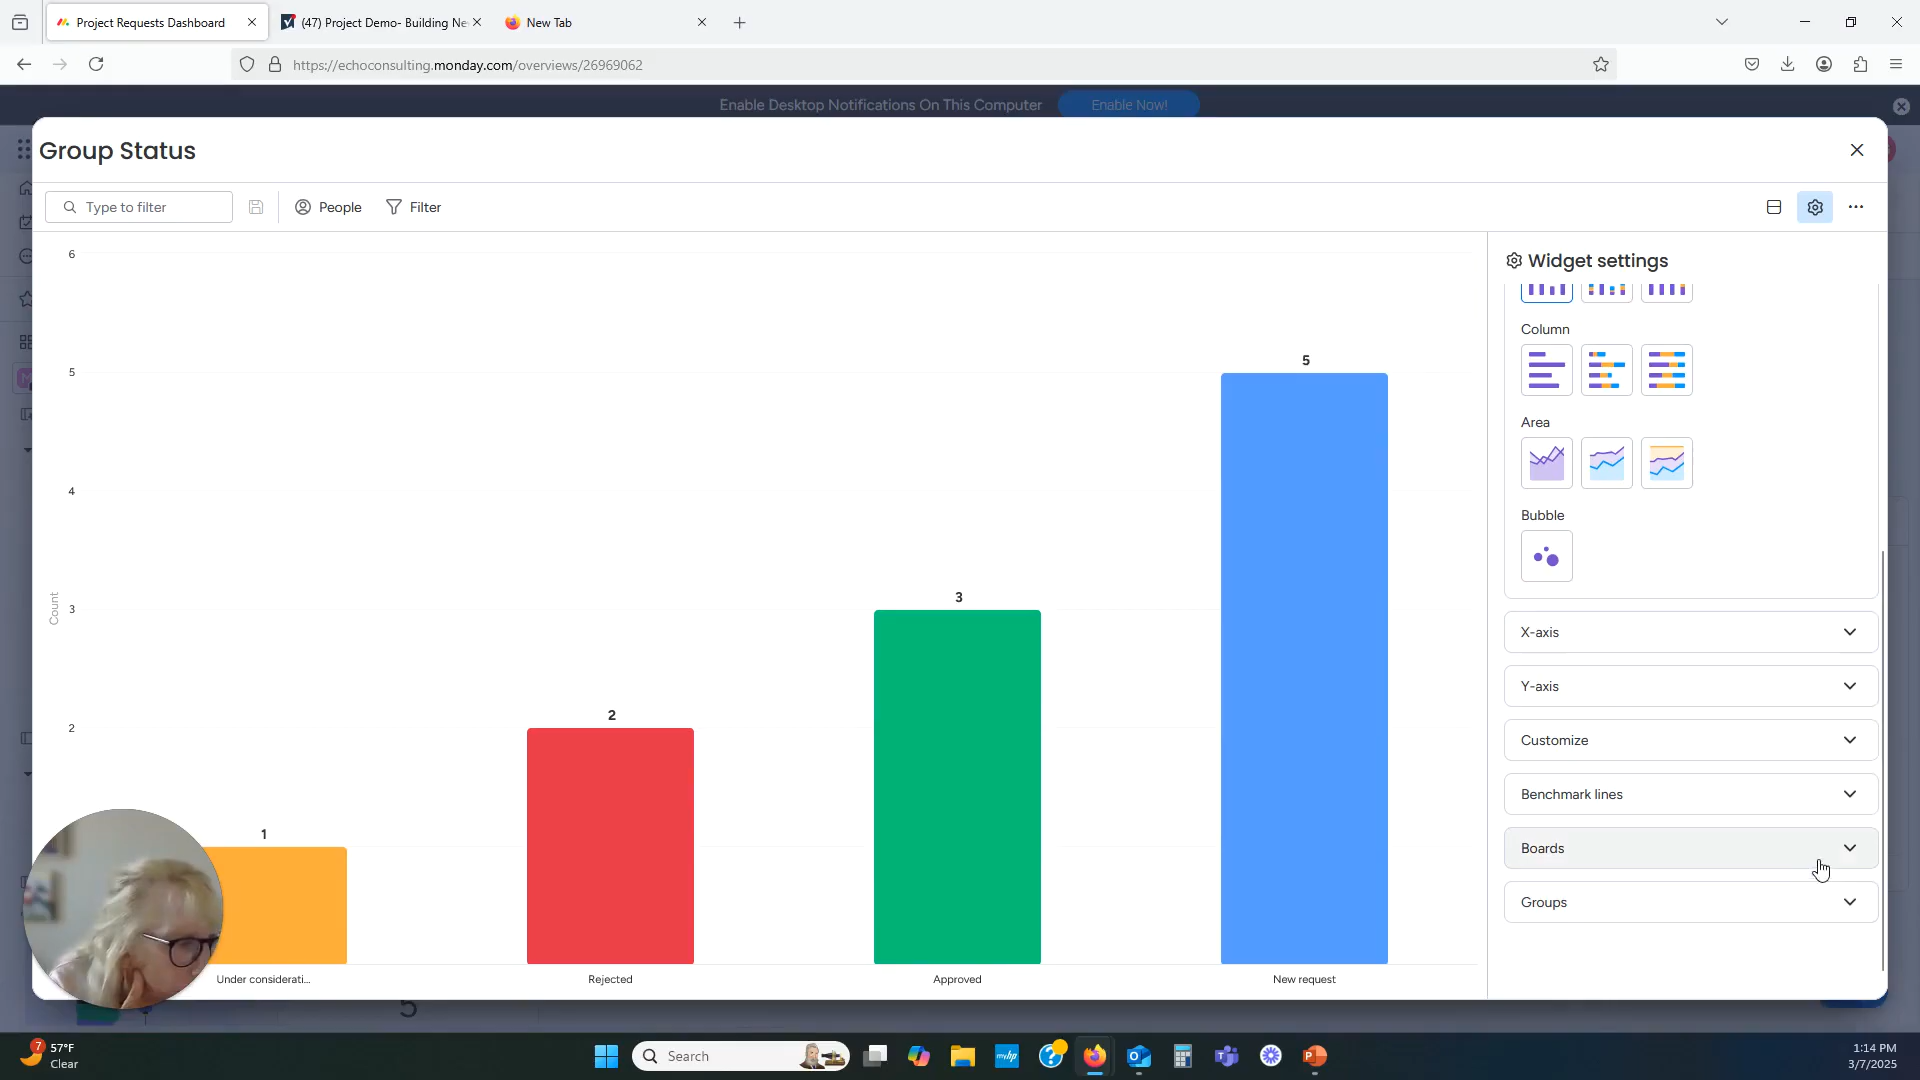 Project Requests Dashboard
(47) Project Demo- Building Ne
New Tab
https://echoconsulting.monday.com/overviews/26969062
Enable Desktop Notifications On This Computer
Enable Now!
Group Status
Type to filter
People
Filter
Widget settings
Column
Area
Bubble
X-axis
Y-axis
Customize
Benchmark lines
Boards
Groups
Count
6
5
4
3
2
1
2
3
5
Under considerati...
Rejected
Approved
New request
5
7
57°F
Clear
Search
myhp
1:14 PM
3/7/2025